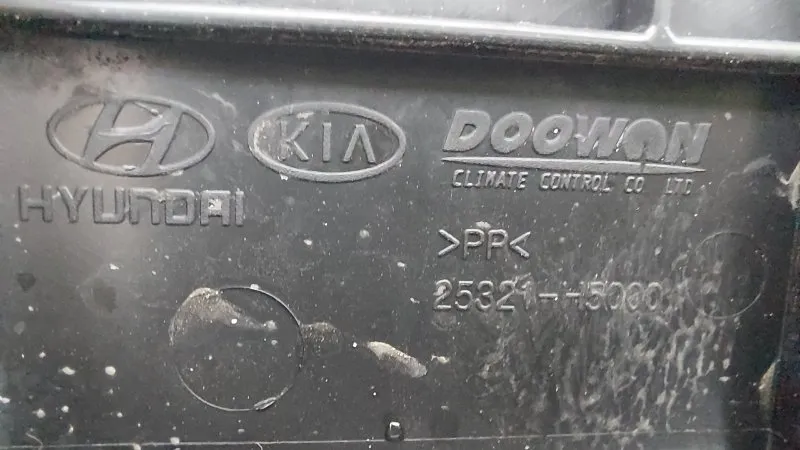 KIA
DOOWON
CLIMATE CONTROL CO LTD
HYUNDAI
>PP<
25321-H5000